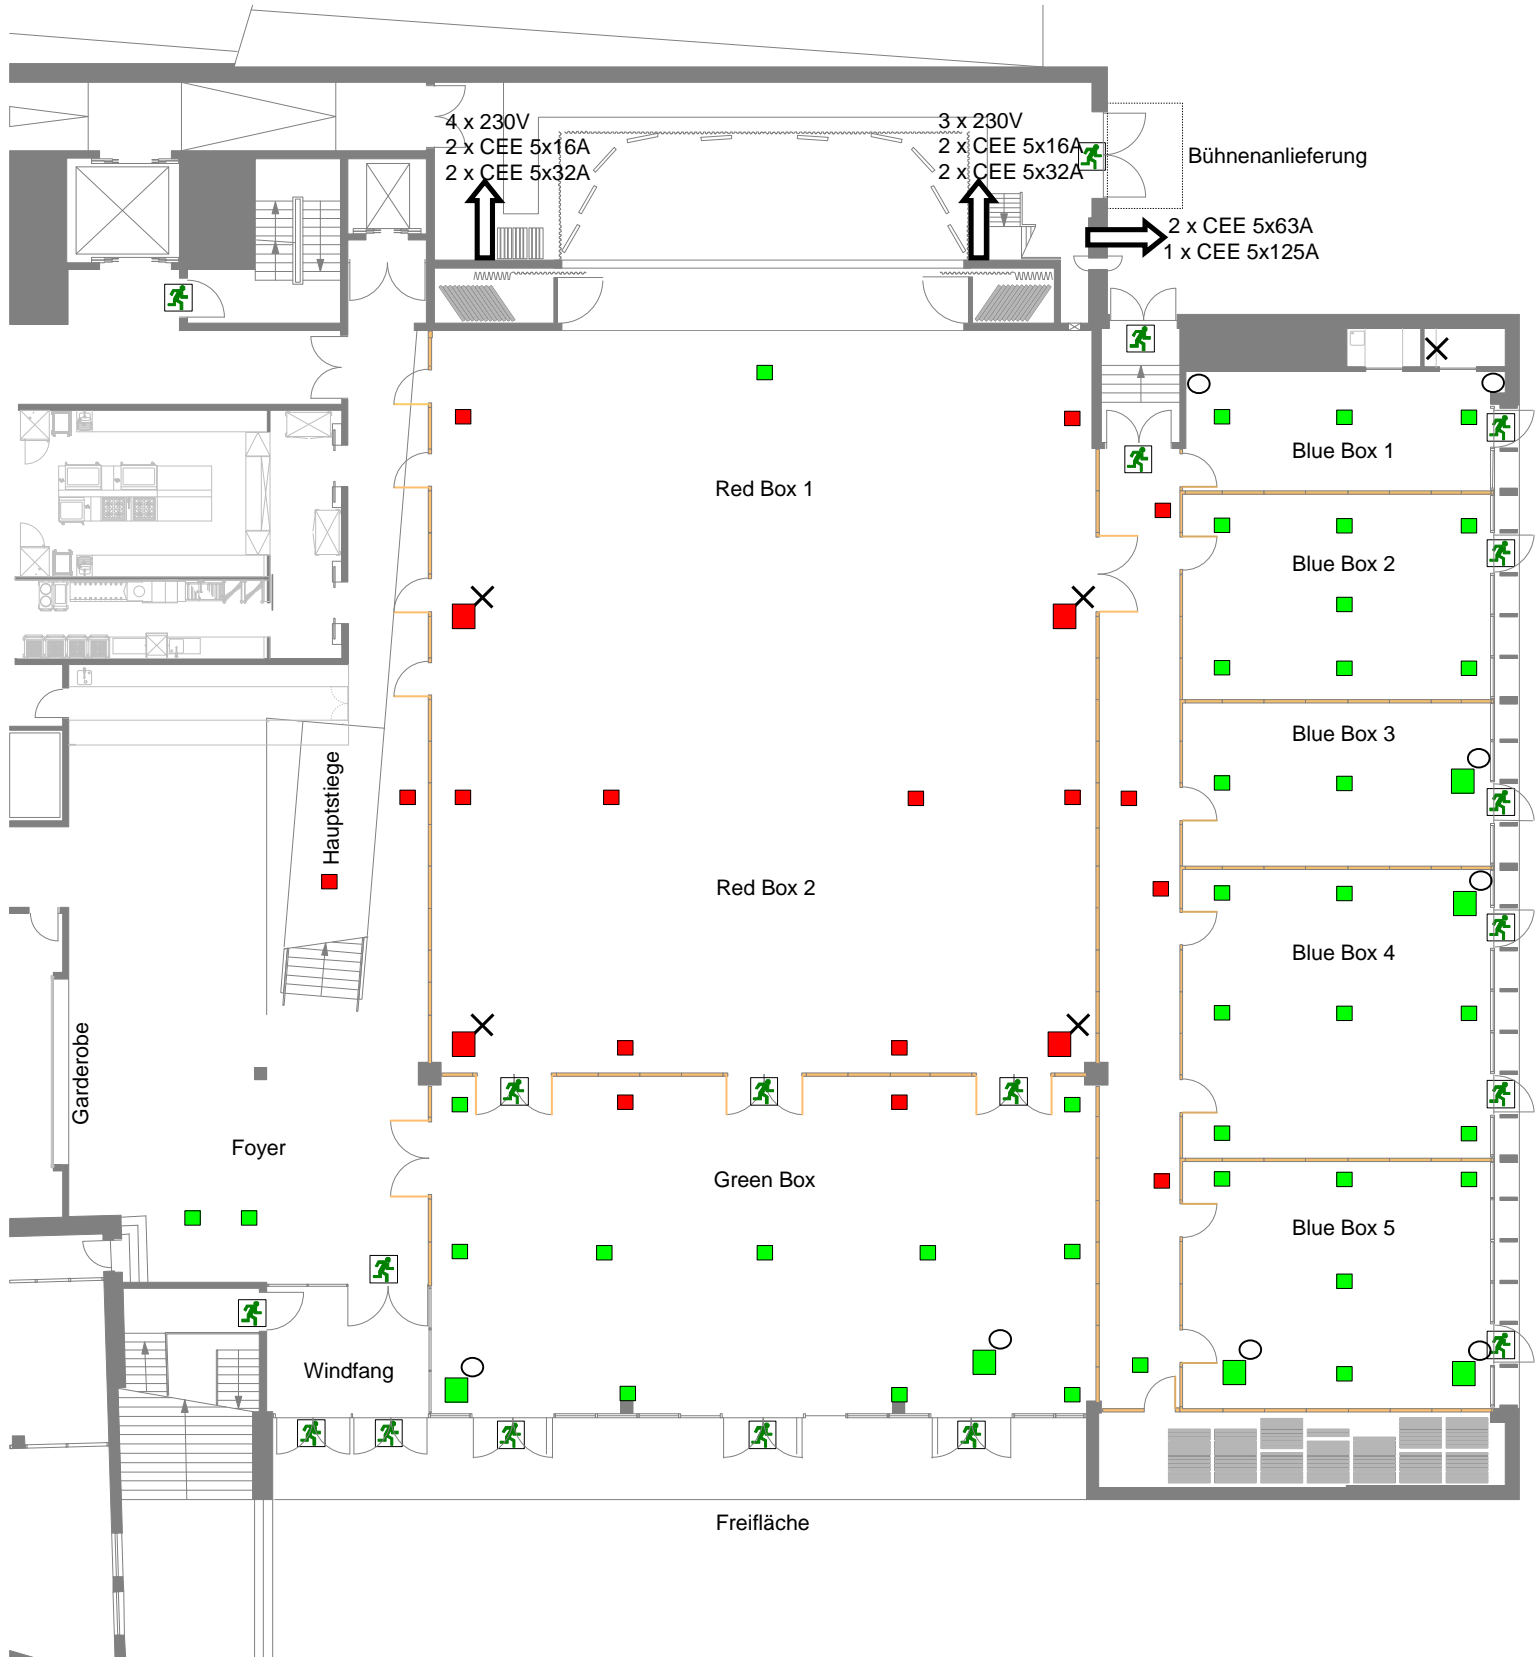 4 x 230V
2 x CEE 5x16A
2 x CEE 5x32A
3 x 230V
2 x CEE 5x16A
2 x CEE 5x32A
Bühnenanlieferung
2 x CEE 5x63A
1 x CEE 5x125A
Red Box 1
Blue Box 1
Blue Box 2
Blue Box 3
Hauptstiege
Red Box 2
Blue Box 4
Garderobe
Foyer
Green Box
Blue Box 5
Windfang
Freifläche